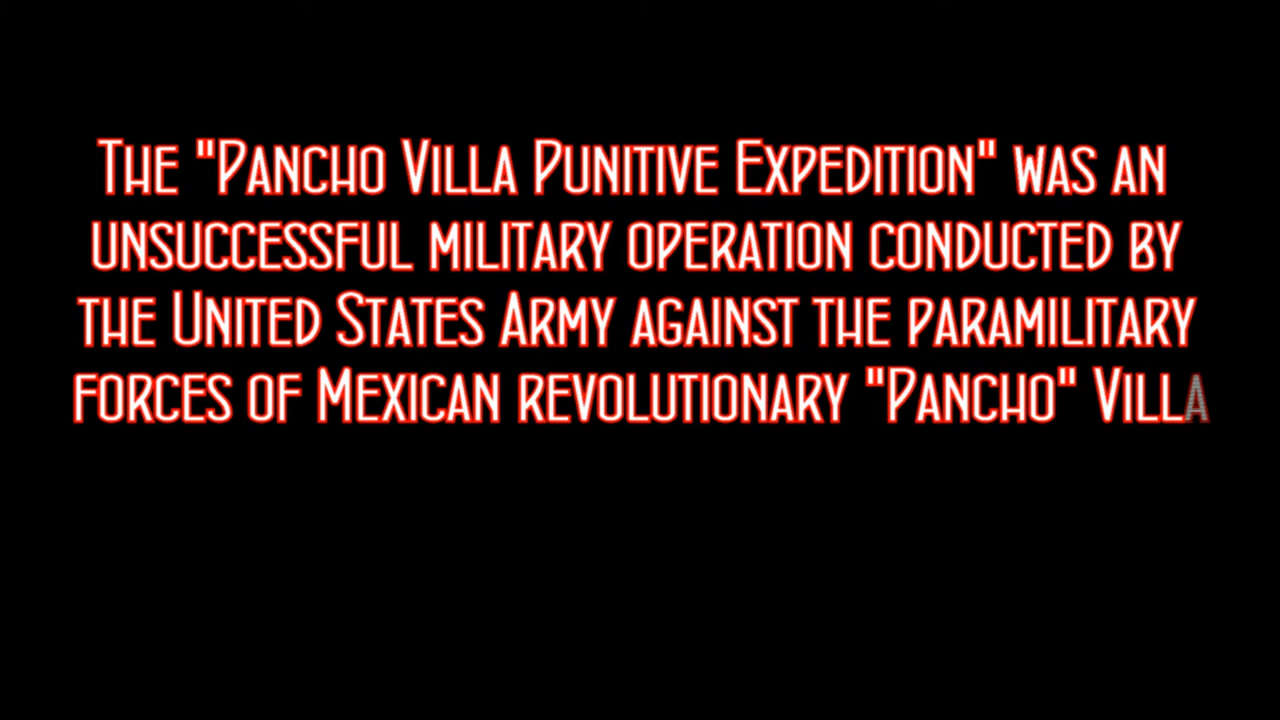 The "Pancho Villa Punitive Expedition" was an
unsuccessful military operation conducted by
the United States Army against the paramilitary
forces of Mexican revolutionary "Pancho" Villa